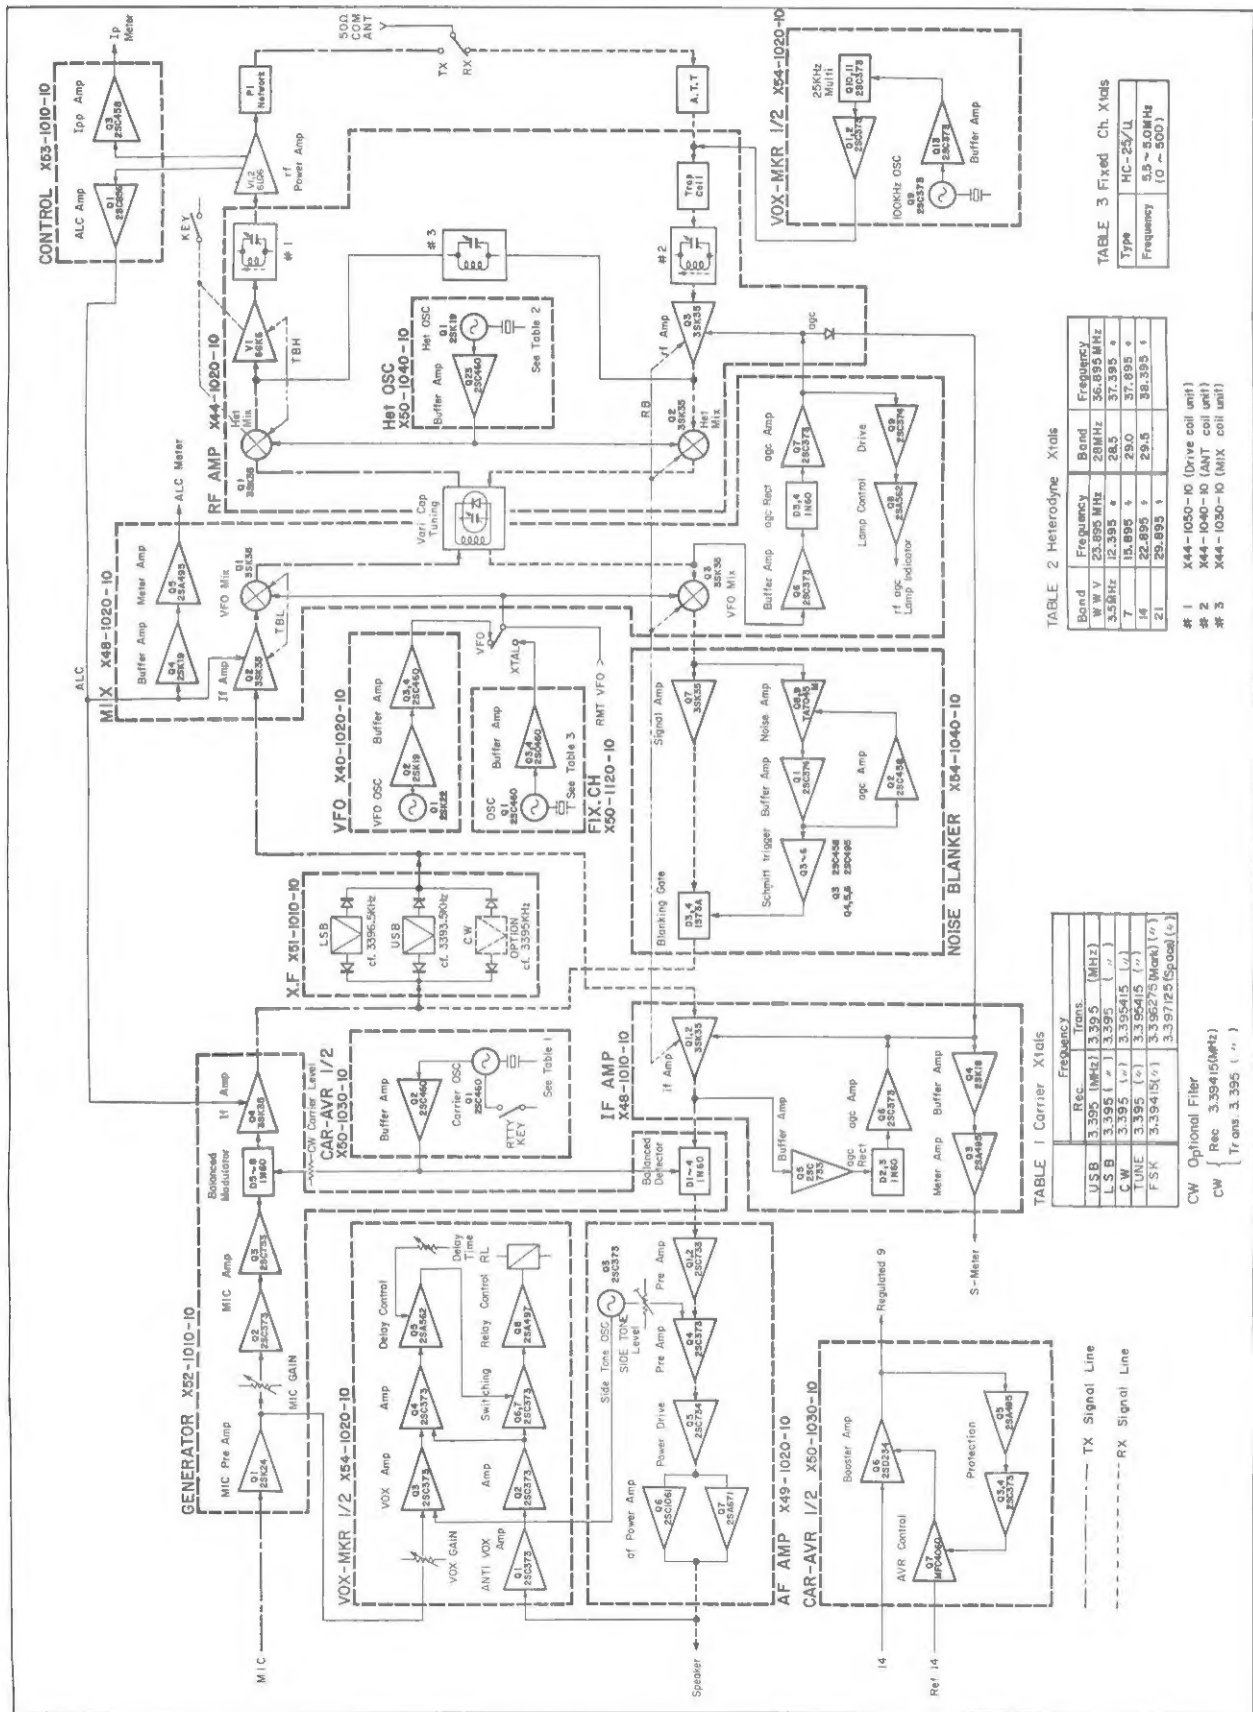 GENERATOR X52-1010-10
MIC
MIC Pre Amp
Q1
2SK24
MIC GAIN
MIC Amp
Q2
2SC373
Q3
2SC733
Balanced
Modulator
D5~8
1N60
If Amp
Q4
3SK35
CW Carrier Level
CAR-AVR 1/2
X50-1030-10
Buffer Amp
Q2
2SC460
Carrier OSC
Q1
2SC460
RTTY
KEY
See Table 1
X.F X51-1010-10
LSB
cf. 3396.5KHz
USB
cf. 3393.5KHz
CW
OPTION
cf. 3395KHz
MIX X48-1020-10
ALC
Buffer Amp
Q4
2SK19
Meter Amp
Q5
2SA495
ALC Meter
If Amp
Q2
3SK35
VFO Mix
Q1
3SK35
TBL
Vari Cap
Tuning
VFO X40-1020-10
VFO OSC
Q1
2SK22
Q2
2SK19
Buffer Amp
Q3,4
2SC460
VFO
XTAL
RMT VFO
OSC
Q1
2SC460
Buffer Amp
Q3,4
2SC460
See Table 3
FIX.CH
X50-1120-10
RF AMP X44-1020-10
Q1
3SK35
Het
Mix
V1
6GK6
TBH
KEY
# 1
Het OSC
X50-1040-10
Buffer Amp
Q2,3
2SC460
Het OSC
Q1
2SK19
See Table 2
# 3
# 2
Trap
Coil
rf Amp
Q3
3SK35
RB
Q2
3SK35
Het
Mix
CONTROL X53-1010-10
ALC Amp
Q1
2SC856
Ipp Amp
Q3
2SC458
Ip
Meter
V1,2
6LQ6
rf
Power Amp
PI
Network
50Ω
COM
ANT
TX
RX
A.T.T
VOX-MKR 1/2 X54-1020-10
25KHz
Multi
Q10,11
2SC373
Q1,2
2SC373
100KHz OSC
Q9
2SC373
Q13
2SC373
Buffer Amp
agc
Q3
3SK35
VFO Mix
Buffer Amp
Q6
2SC373
agc Rect
D3,4
1N60
agc Amp
Q7
2SC373
Q9
2SC374
Drive
Q8
2SA562
Lamp Control
rf agc
Lamp Indicator
Signal Amp
Q7
3SK35
Noise Amp
Q8,9
TA7045
M
Buffer Amp
Q1
2SC374
agc Amp
Q2
2SC458
Schmitt trigger
Q3~6
Q3 2SC458
Q4,5,6 2SC495
Blanking Gate
D3,4
1S73A
NOISE BLANKER X54-1040-10
IF AMP
X48-1010-10
if Amp
Q1,2
3SK35
Balanced
Detector
D1~4
1N60
Buffer Amp
Q5
2SC
733
agc
Rect
D2,3
1N60
agc Amp
Q6
2SC373
Buffer Amp
Q4
2SK19
Meter Amp
Q3
2SA495
S-Meter
VOX-MKR 1/2 X54-1020-10
VOX GAIN
VOX Amp
Q3
2SC373
Amp
Q4
2SC373
Delay Control
Q5
2SA562
Delay
Time
ANTI VOX
Amp
Q1
2SC373
Amp
Q2
2SC373
Switching
Q6,7
2SC373
Relay Control
Q8
2SA497
RL
AF AMP X49-1020-10
Side Tone OSC
Q3
2SC373
SIDE TONE
Level
Pre Amp
Q1,2
2SC733
Pre Amp
Q4
2SC373
Power Drive
Q5
2SC734
af Power Amp
Q6
2SC1061
Q7
2SA671
Speaker
CAR-AVR 1/2 X50-1030-10
14
Ref. 14
Booster Amp
Q6
2SD234
Regulated 9
AVR Control
Q7
MFC4060
Q5
2SA495
Q3,4
2SC373
Protection
TX Signal Line
RX Signal Line
TABLE 1 Carrier Xtals
Frequency
Rec Trans
USB 3.395 (MHz) 3.395 (MHz)
LSB 3.395 ( 〃 ) 3.395 ( 〃 )
CW 3.395 (〃) 3.395415 (〃)
TUNE 3.395 (〃) 3.395415 (〃)
FSK 3.39415(〃) 3.396275(Mark)(〃)
3.397125(Space)(〃)
CW Optional Filter
CW { Rec 3.39415(MHz)
Trans. 3.395 ( 〃 )
TABLE 2 Heterodyne Xtals
Band Frequency Band Frequency
WWV 23.895 MHz 28MHz 36.895 MHz
3.5MHz 12.395 〃 28.5 37.395 〃
7 15.895 〃 29.0 37.895 〃
14 22.895 〃 29.5 38.395 〃
21 29.895 〃
# 1 X44-1050-10 (Drive coil unit)
# 2 X44-1040-10 (ANT coil unit)
# 3 X44-1030-10 (MIX coil unit)
TABLE 3 Fixed Ch. Xtals
Type HC-25/U
Frequency 5.5~5.0MHz
(0 ~ 500)